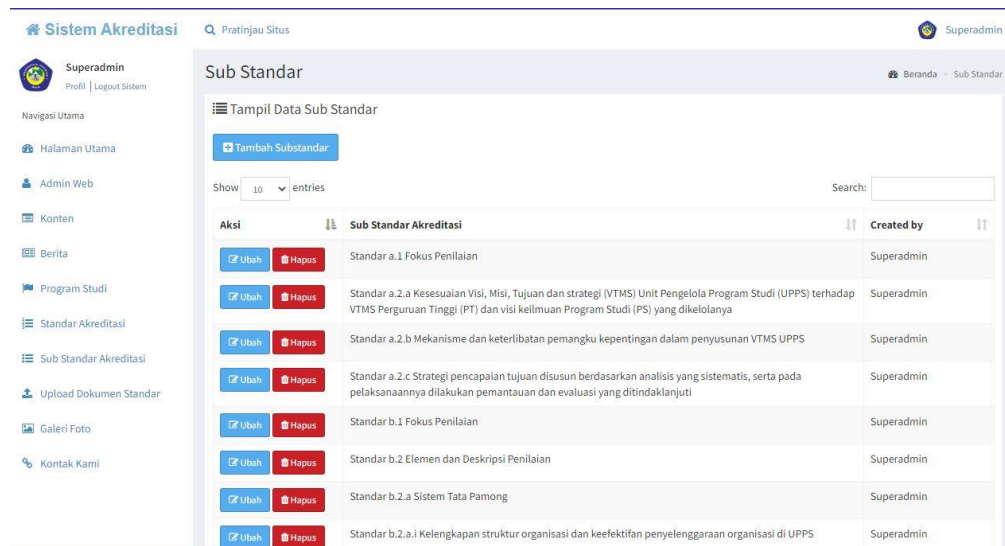 Sistem Akreditasi
Pratinjau Situs
Superadmin
Superadmin
Profil | Logout Sistem
Navigasi Utama
Halaman Utama
Admin Web
Konten
Berita
Program Studi
Standar Akreditasi
Sub Standar Akreditasi
Upload Dokumen Standar
Galeri Foto
Kontak Kami
Sub Standar
Beranda > Sub Standar
Tampil Data Sub Standar
Tambah Substandar
Show 10 entries
Search:
Aksi Sub Standar Akreditasi Created by
Ubah Hapus Standar a.1 Fokus Penilaian Superadmin
Ubah Hapus Standar a.2.a Kesesuaian Visi, Misi, Tujuan dan strategi (VTMS) Unit Pengelola Program Studi (UPPS) terhadap Superadmin
VTMS Perguruan Tinggi (PT) dan visi keilmuan Program Studi (PS) yang dikelolanya
Ubah Hapus Standar a.2.b Mekanisme dan keterlibatan pemangku kepentingan dalam penyusunan VTMS UPPS Superadmin
Ubah Hapus Standar a.2.c Strategi pencapaian tujuan disusun berdasarkan analisis yang sistematis, serta pada Superadmin
pelaksanaannya dilakukan pemantauan dan evaluasi yang ditindaklanjuti
Ubah Hapus Standar b.1 Fokus Penilaian Superadmin
Ubah Hapus Standar b.2 Elemen dan Deskripsi Penilaian Superadmin
Ubah Hapus Standar b.2.a Sistem Tata Pamong Superadmin
Ubah Hapus Standar b.2.a.i Kelengkapan struktur organisasi dan keefektifan penyelenggaraan organisasi di UPPS Superadmin